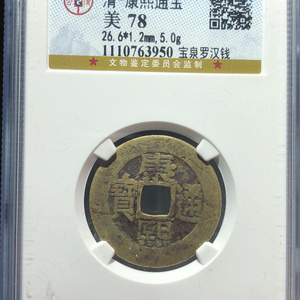 清 康熙通宝
美 78
26.6*1.2mm,5.0g
1110763950 宝泉罗汉钱
文物鉴定委员会监制
康熙通寶